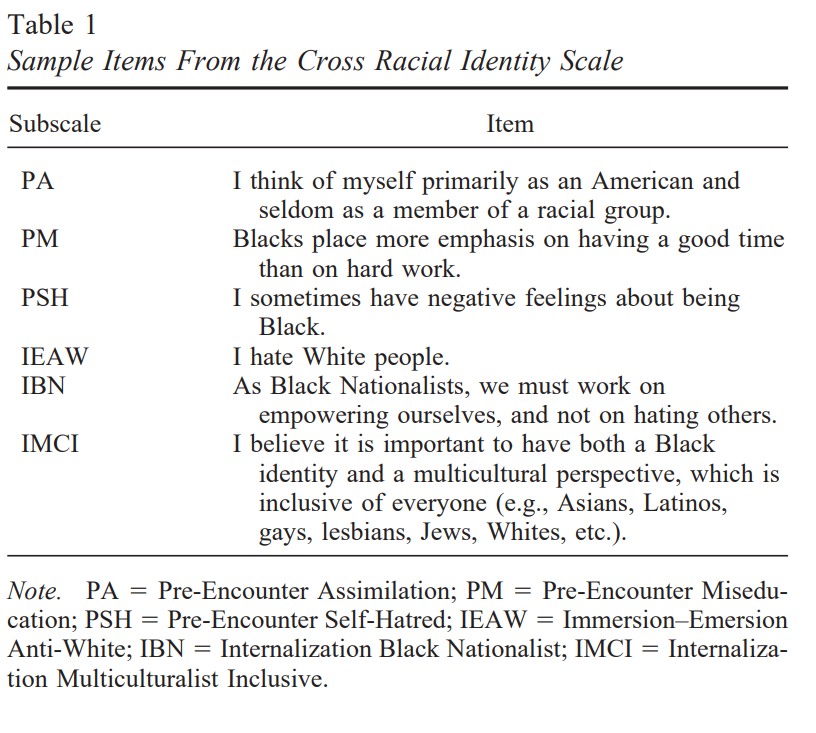 Table 1
Sample Items From the Cross Racial Identity Scale
Subscale Item
PA I think of myself primarily as an American and
seldom as a member of a racial group.
PM Blacks place more emphasis on having a good time
than on hard work.
PSH I sometimes have negative feelings about being
Black.
IEAW I hate White people.
IBN As Black Nationalists, we must work on
empowering ourselves, and not on hating others.
IMCI I believe it is important to have both a Black
identity and a multicultural perspective, which is
inclusive of everyone (e.g., Asians, Latinos,
gays, lesbians, Jews, Whites, etc.).
Note. PA = Pre-Encounter Assimilation; PM = Pre-Encounter Misedu-
cation; PSH = Pre-Encounter Self-Hatred; IEAW = Immersion–Emersion
Anti-White; IBN = Internalization Black Nationalist; IMCI = Internaliza-
tion Multiculturalist Inclusive.